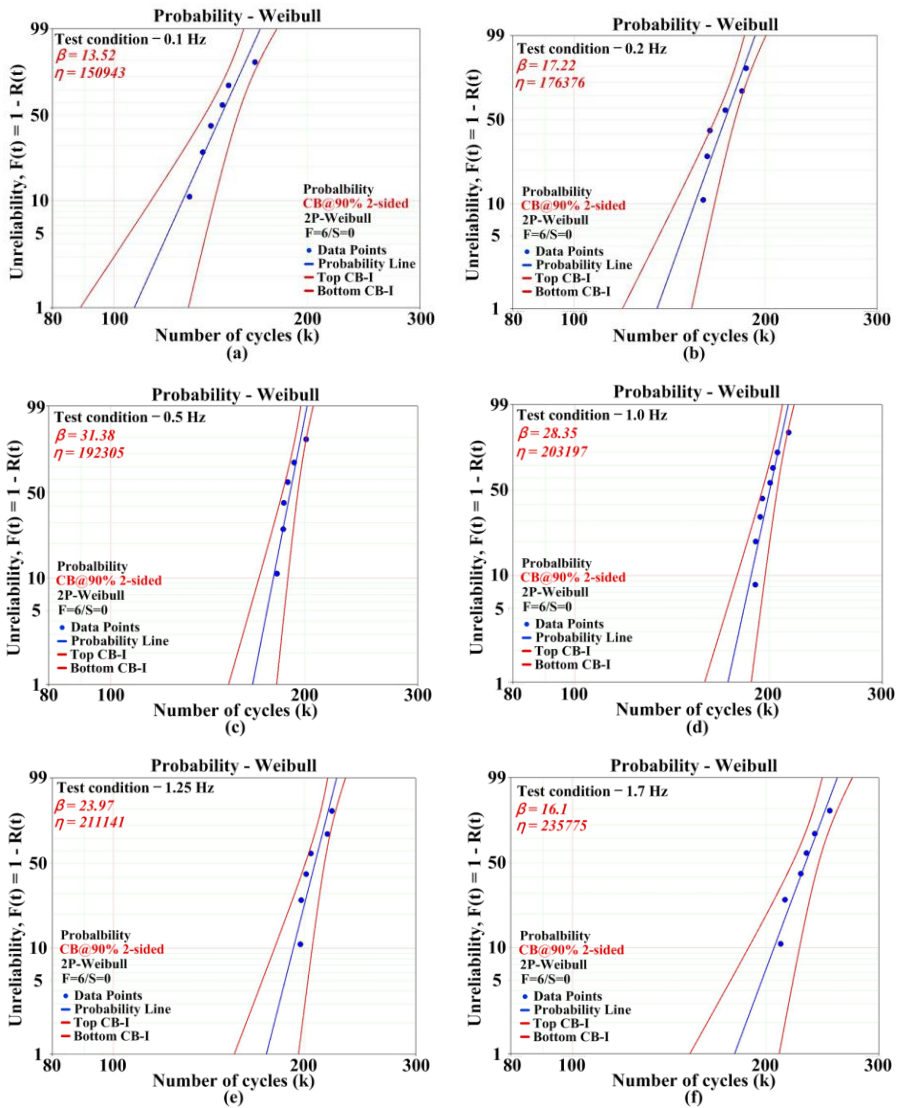 Probability - Weibull
Unreliability, F(t) = 1 - R(t)
99
50
10
5
1
Test condition – 0.1 Hz
β = 13.52
η = 150943
Probalbility
CB@90% 2-sided
2P-Weibull
F=6/S=0
Data Points
Probability Line
Top CB-I
Bottom CB-I
80 100 200 300
Number of cycles (k)
(a)
Probability - Weibull
Unreliability, F(t) = 1 - R(t)
99
50
10
5
1
Test condition – 0.2 Hz
β = 17.22
η = 176376
Probalbility
CB@90% 2-sided
2P-Weibull
F=6/S=0
Data Points
Probability Line
Top CB-I
Bottom CB-I
80 100 200 300
Number of cycles (k)
(b)
Probability - Weibull
Unreliability, F(t) = 1 - R(t)
99
50
10
5
1
Test condition – 0.5 Hz
β = 31.38
η = 192305
Probalbility
CB@90% 2-sided
2P-Weibull
F=6/S=0
Data Points
Probability Line
Top CB-I
Bottom CB-I
80 100 200 300
Number of cycles (k)
(c)
Probability - Weibull
Unreliability, F(t) = 1 - R(t)
99
50
10
5
1
Test condition – 1.0 Hz
β = 28.35
η = 203197
Probalbility
CB@90% 2-sided
2P-Weibull
F=6/S=0
Data Points
Probability Line
Top CB-I
Bottom CB-I
80 100 200 300
Number of cycles (k)
(d)
Probability - Weibull
Unreliability, F(t) = 1 - R(t)
99
50
10
5
1
Test condition – 1.25 Hz
β = 23.97
η = 211141
Probalbility
CB@90% 2-sided
2P-Weibull
F=6/S=0
Data Points
Probability Line
Top CB-I
Bottom CB-I
80 100 200 300
Number of cycles (k)
(e)
Probability - Weibull
Unreliability, F(t) = 1 - R(t)
99
50
10
5
1
Test condition – 1.7 Hz
β = 16.1
η = 235775
Probalbility
CB@90% 2-sided
2P-Weibull
F=6/S=0
Data Points
Probability Line
Top CB-I
Bottom CB-I
80 100 200 300
Number of cycles (k)
(f)